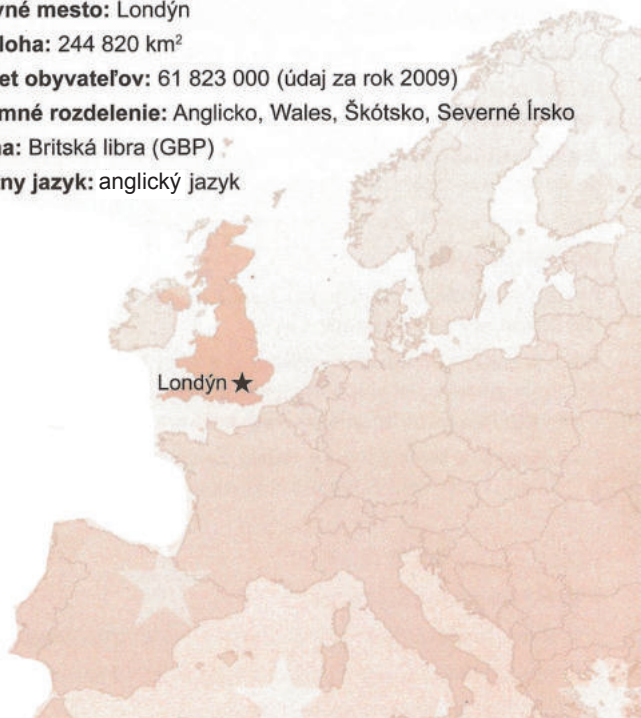 vné mesto: Londýn
loha: 244 820 km²
et obyvateľov: 61 823 000 (údaj za rok 2009)
mné rozdelenie: Anglicko, Wales, Škótsko, Severné Írsko
na: Britská libra (GBP)
ny jazyk: anglický jazyk
Londýn